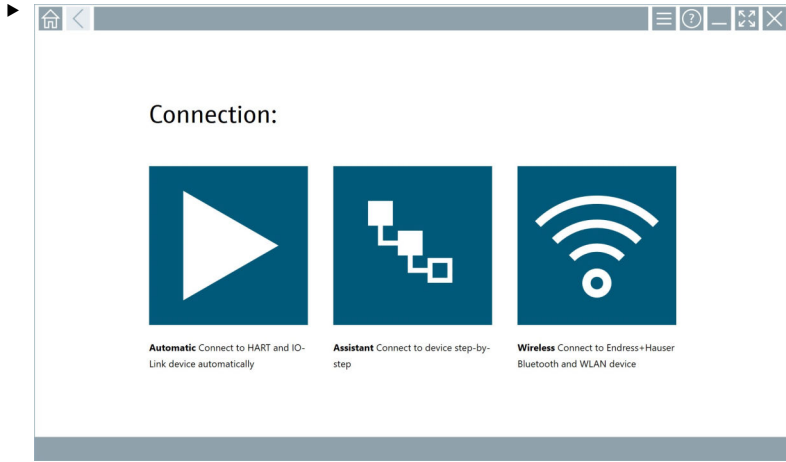 Connection:
Automatic Connect to HART and IO-
Link device automatically
Assistant Connect to device step-by-
step
Wireless Connect to Endress+Hauser
Bluetooth and WLAN device